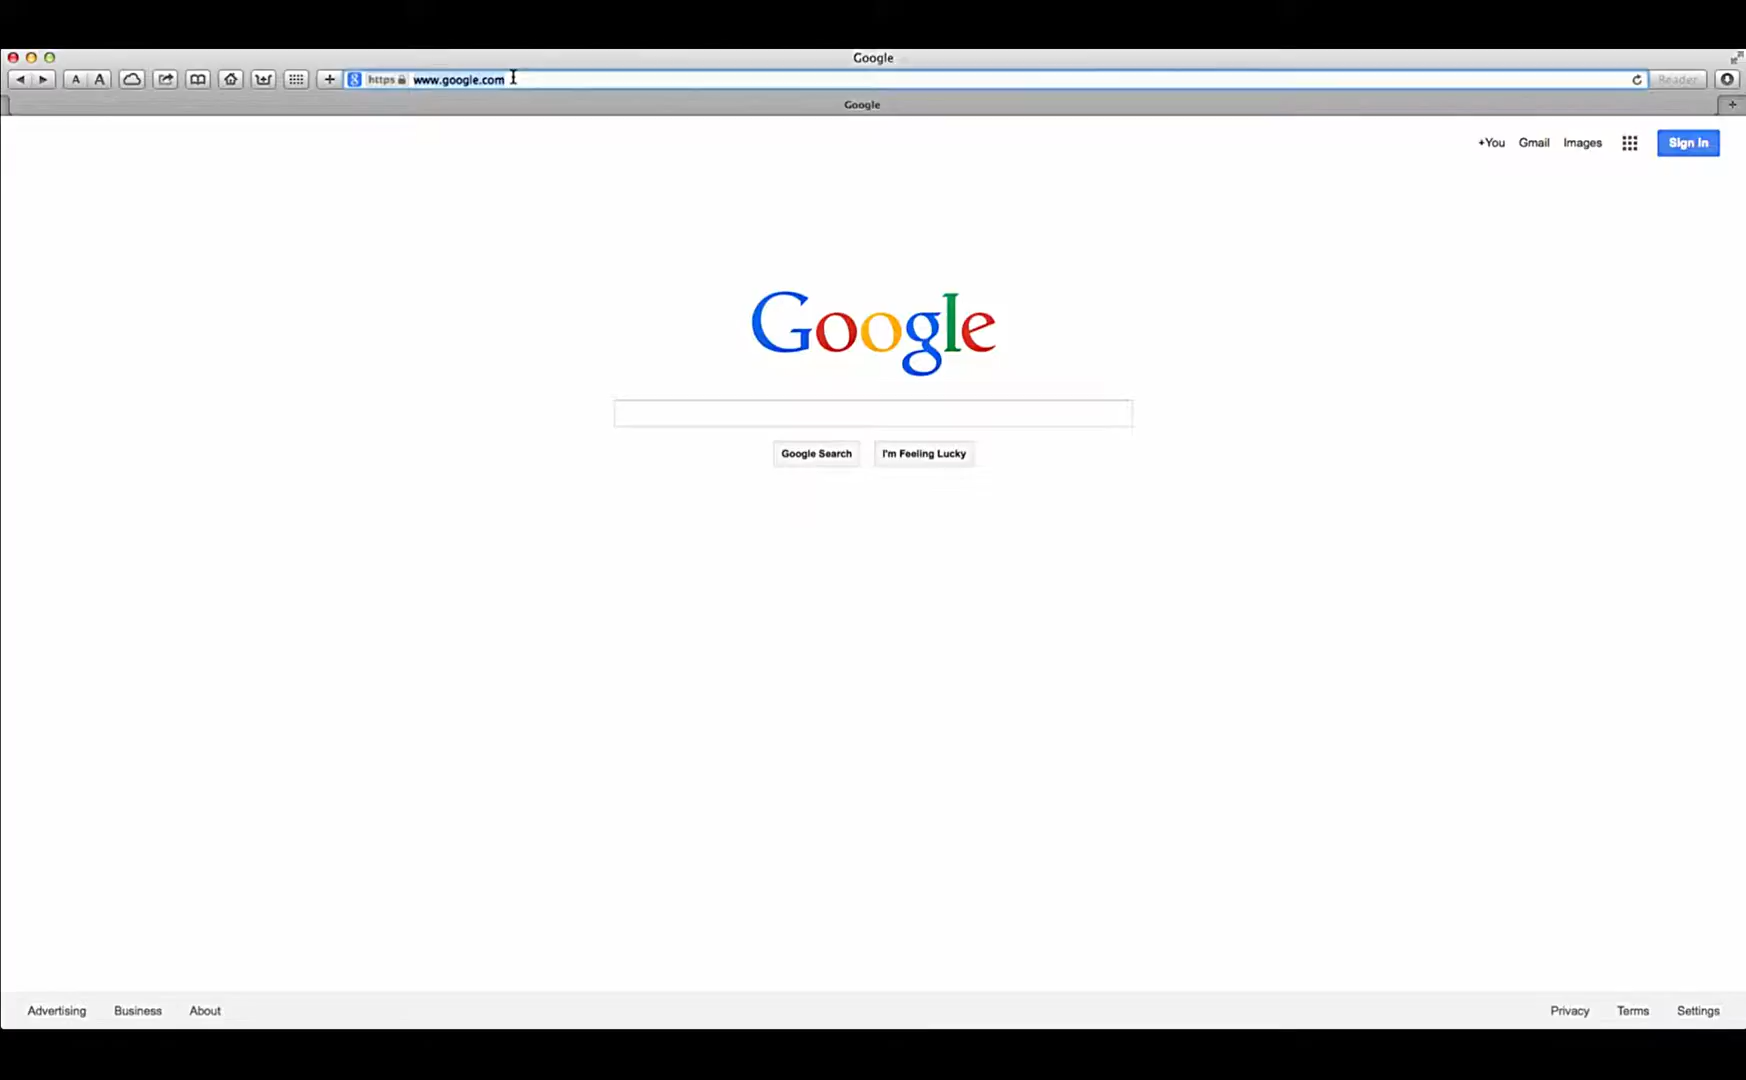 Google
A A
https www.google.com
Reader
Google
+You Gmail Images Sign in
Google
Google Search I'm Feeling Lucky
Advertising Business About
Privacy Terms Settings